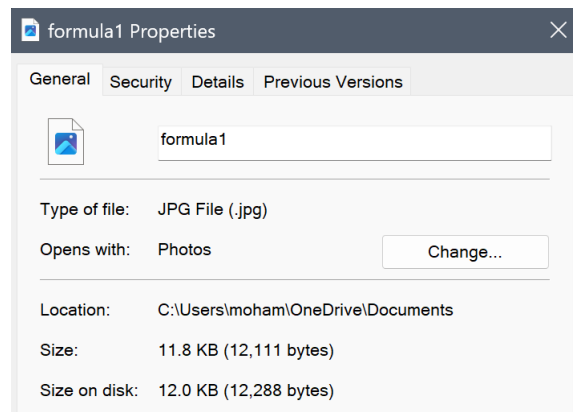 formula1 Properties
General Security Details Previous Versions
formula1
Type of file: JPG File (.jpg)
Opens with: Photos Change...
Location: C:\Users\moham\OneDrive\Documents
Size: 11.8 KB (12,111 bytes)
Size on disk: 12.0 KB (12,288 bytes)